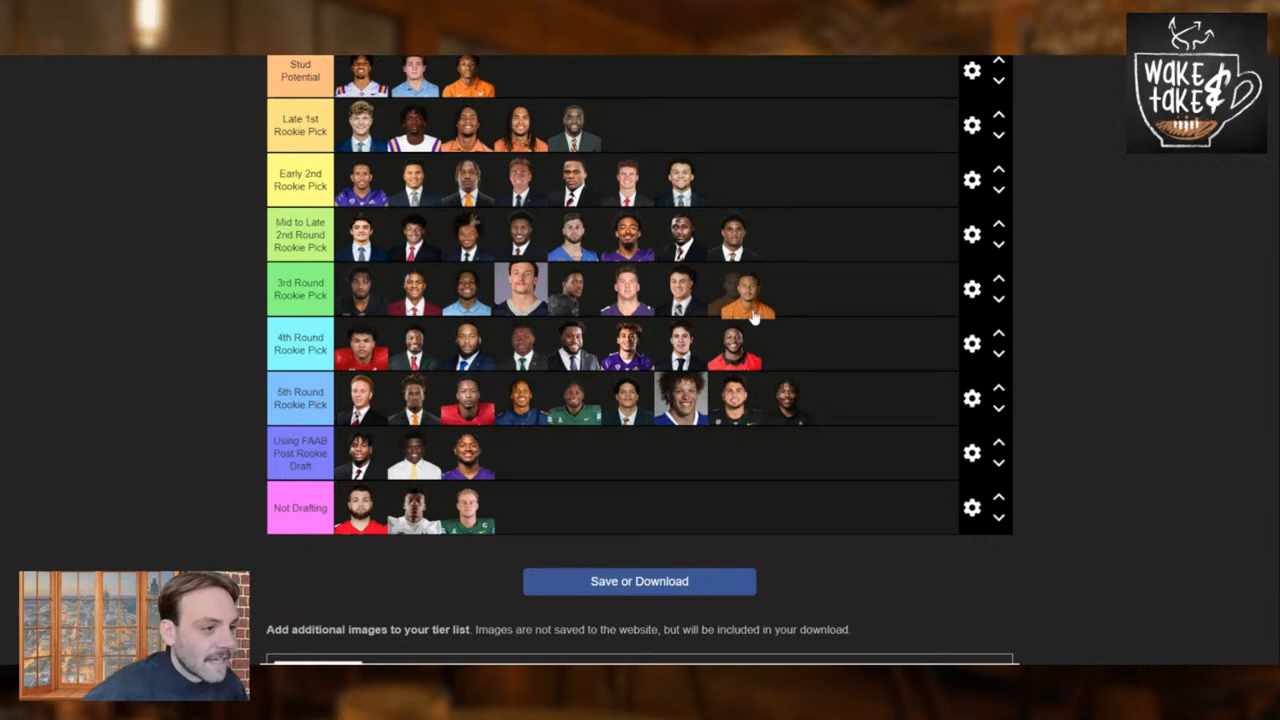 Stud
Potential
WAKE &
tAKE
Late 1st
Rookie Pick
Early 2nd
Rookie Pick
Mid to Late
2nd Round
Rookie Pick
3rd Round
Rookie Pick
4th Round
Rookie Pick
5th Round
Rookie Pick
Using FAAB
Post Rookie
Draft
Not Drafting
Save or Download
Add additional images to your tier list. Images are not saved to the website, but will be included in your download.